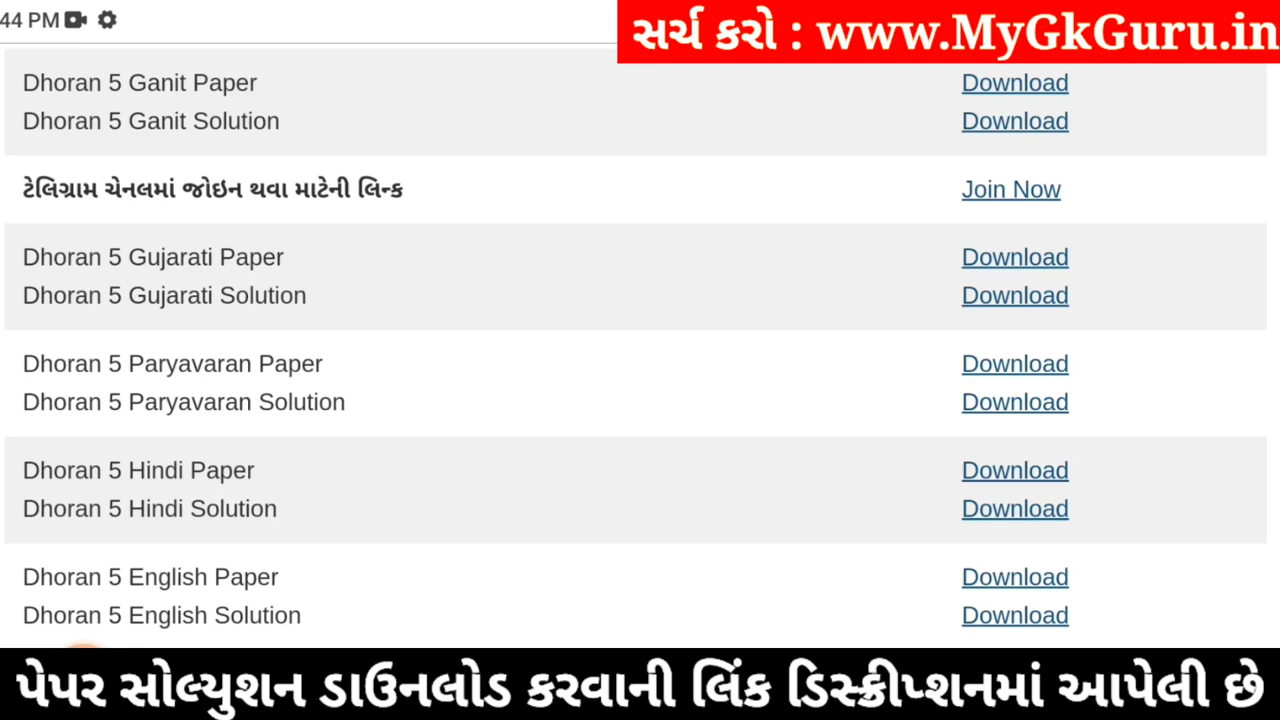 44 PM
સર્ચ કરો : www.MyGkGuru.in
Dhoran 5 Ganit Paper Download
Dhoran 5 Ganit Solution Download
ટેલિગ્રામ ચેનલમાં જોઇન થવા માટેની લિન્ક Join Now
Dhoran 5 Gujarati Paper Download
Dhoran 5 Gujarati Solution Download
Dhoran 5 Paryavaran Paper Download
Dhoran 5 Paryavaran Solution Download
Dhoran 5 Hindi Paper Download
Dhoran 5 Hindi Solution Download
Dhoran 5 English Paper Download
Dhoran 5 English Solution Download
પેપર સોલ્યુશન ડાઉનલોડ કરવાની લિંક ડિસ્ક્રીપ્શનમાં આપેલી છે